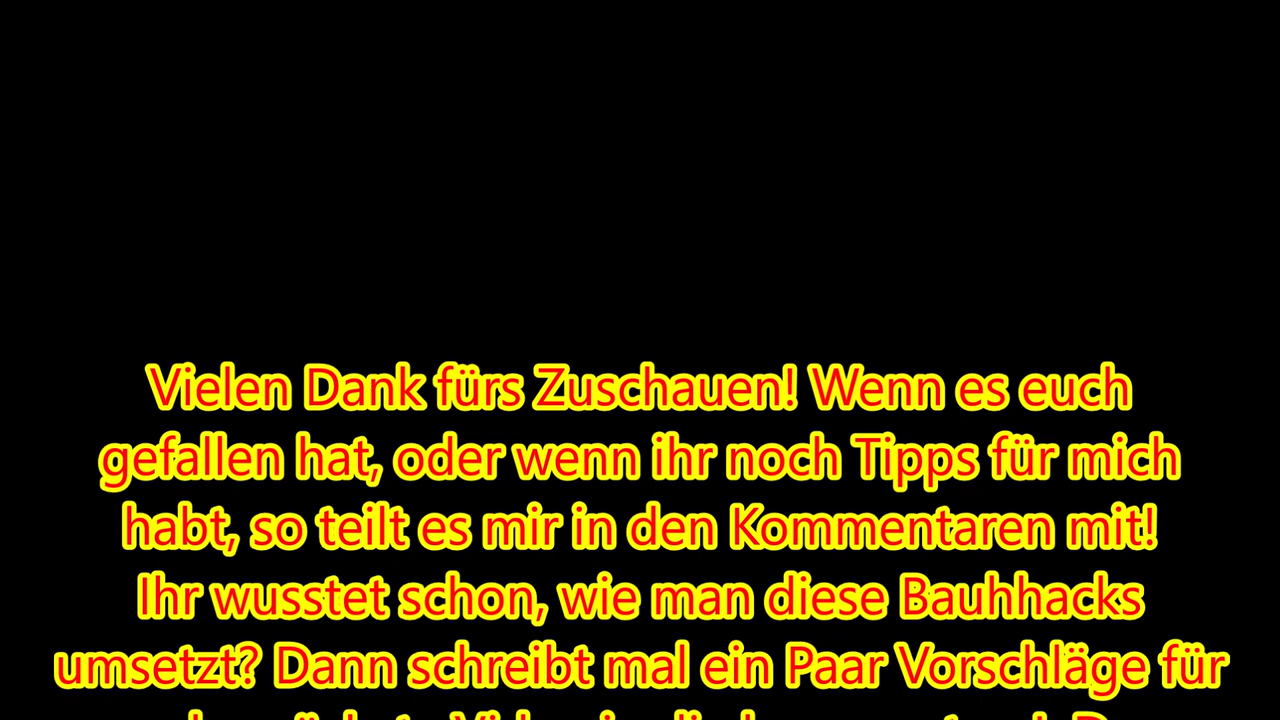 Vielen Dank fürs Zuschauen! Wenn es euch
gefallen hat, oder wenn ihr noch Tipps für mich
habt, so teilt es mir in den Kommentaren mit!
Ihr wusstet schon, wie man diese Bauhhacks
umsetzt? Dann schreibt mal ein Paar Vorschläge für